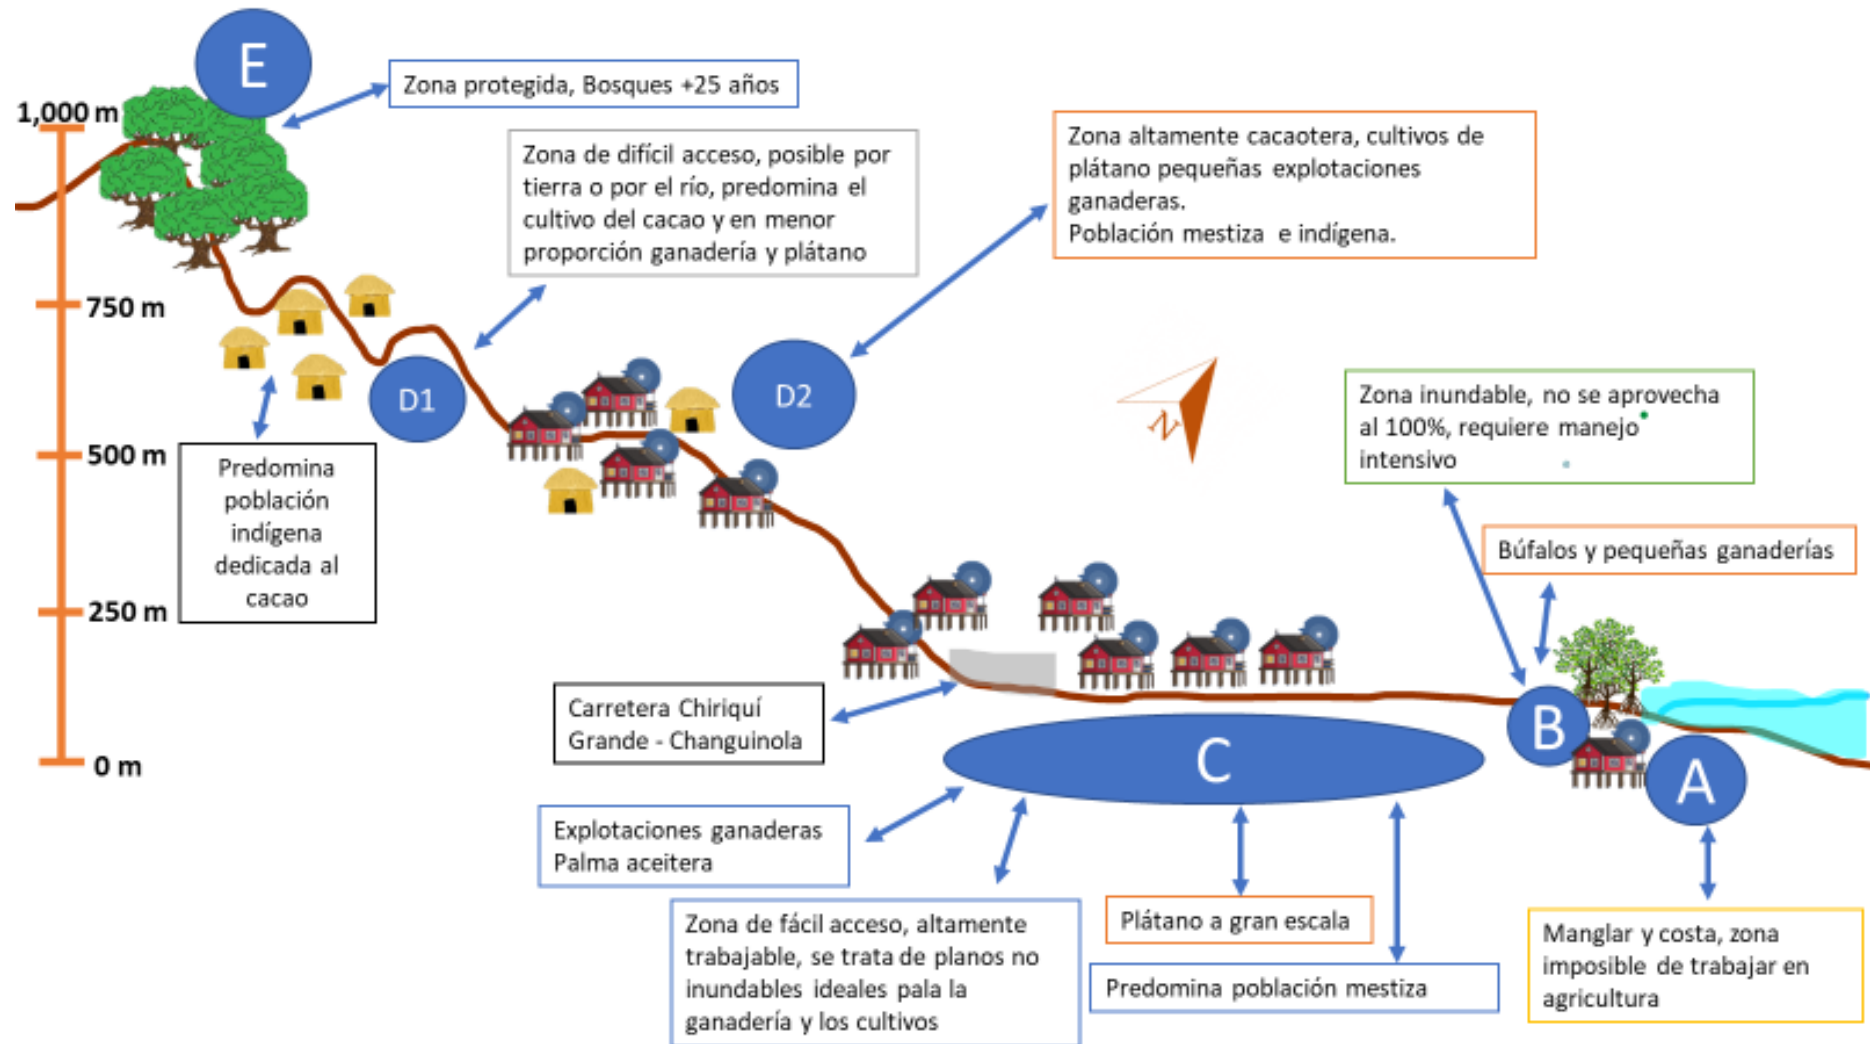 E
Zona protegida, Bosques +25 años
1,000 m
Zona de difícil acceso, posible por
tierra o por el río, predomina el
cultivo del cacao y en menor
proporción ganadería y plátano
Zona altamente cacaotera, cultivos de
plátano pequeñas explotaciones
ganaderas.
Población mestiza e indígena.
750 m
D1
D2
N
Zona inundable, no se aprovecha
al 100%, requiere manejo
intensivo
500 m
Predomina
población
indígena
dedicada al
cacao
Búfalos y pequeñas ganaderías
250 m
Carretera Chiriquí
Grande - Changuinola
0 m
C
B
A
Explotaciones ganaderas
Palma aceitera
Zona de fácil acceso, altamente
trabajable, se trata de planos no
inundables ideales pala la
ganadería y los cultivos
Plátano a gran escala
Predomina población mestiza
Manglar y costa, zona
imposible de trabajar en
agricultura